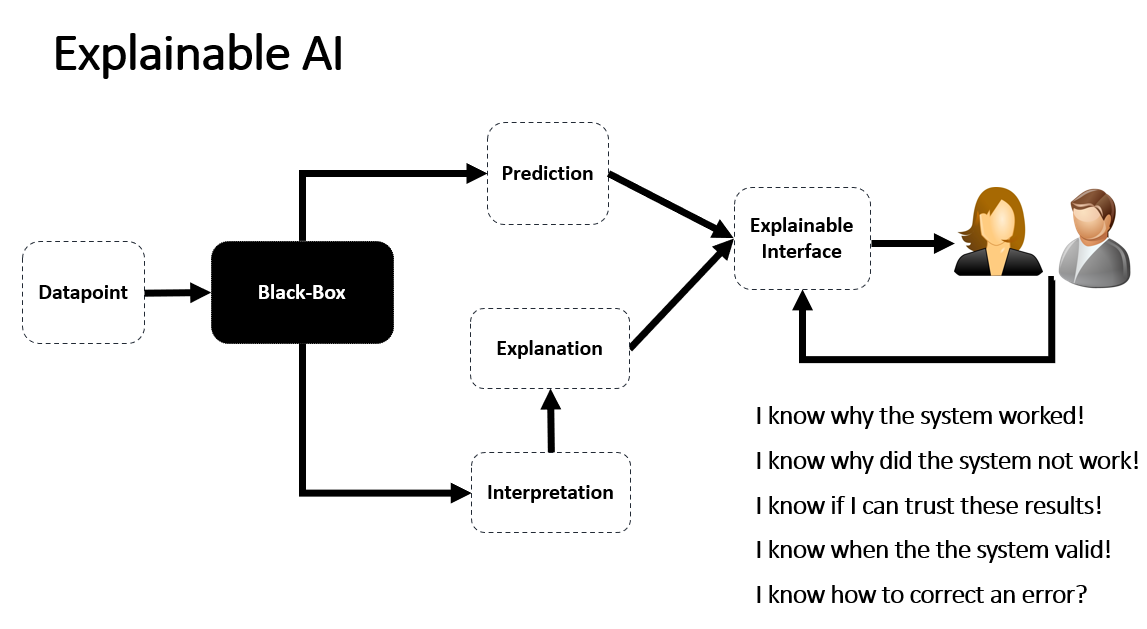 Explainable AI
Prediction
Explainable
Interface
Datapoint
Black-Box
Explanation
Interpretation
I know why the system worked!
I know why did the system not work!
I know if I can trust these results!
I know when the the system valid!
I know how to correct an error?